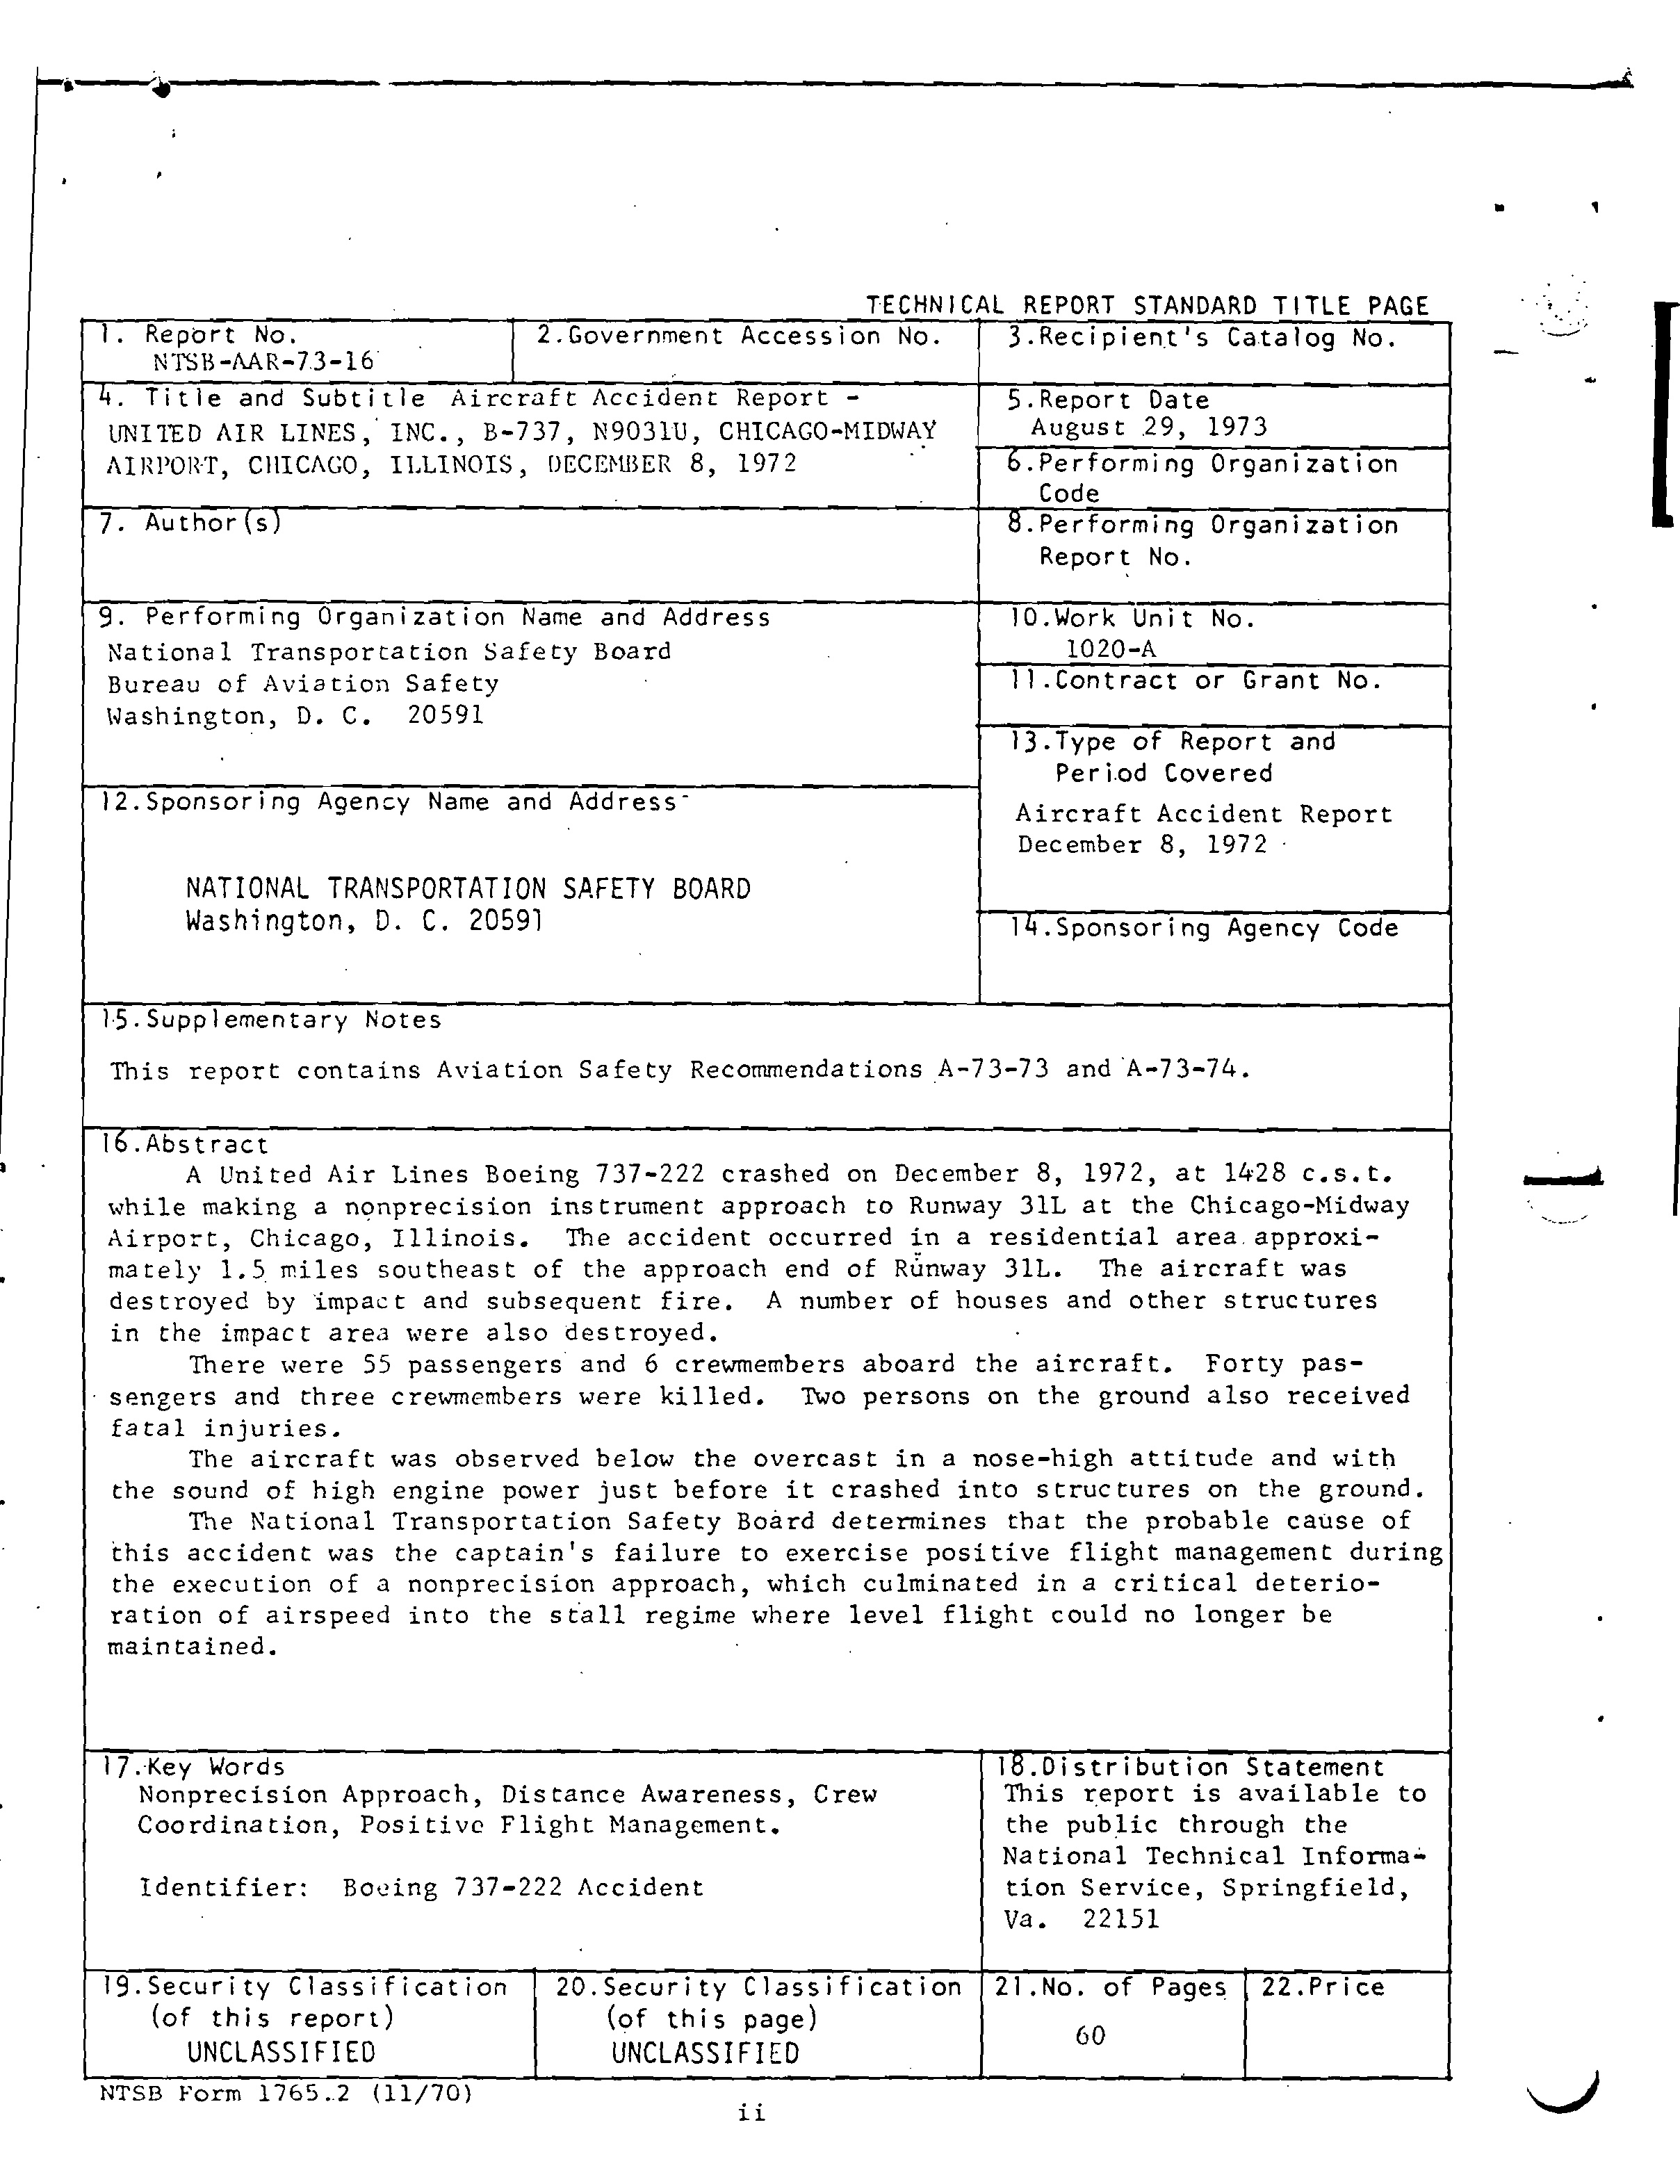 TECHNICAL REPORT STANDARD TITLE PAGE
1. Report No.
NTSB-AAR-73-16
2.Government Accession No.
3.Recipient's Catalog No.
4. Title and Subtitle Aircraft Accident Report -
UNITED AIR LINES, INC., B-737, N9031U, CHICAGO-MIDWAY
AIRPORT, CHICAGO, ILLINOIS, DECEMBER 8, 1972
5.Report Date
August 29, 1973
6.Performing Organization
Code
7. Author(s)
8.Performing Organization
Report No.
9. Performing Organization Name and Address
National Transportation Safety Board
Bureau of Aviation Safety
Washington, D. C. 20591
10.Work Unit No.
1020-A
11.Contract or Grant No.
12.Sponsoring Agency Name and Address
NATIONAL TRANSPORTATION SAFETY BOARD
Washington, D. C. 20591
13.Type of Report and
Period Covered
Aircraft Accident Report
December 8, 1972
14.Sponsoring Agency Code
15.Supplementary Notes
This report contains Aviation Safety Recommendations A-73-73 and A-73-74.
16.Abstract
A United Air Lines Boeing 737-222 crashed on December 8, 1972, at 1428 c.s.t.
while making a nonprecision instrument approach to Runway 31L at the Chicago-Midway
Airport, Chicago, Illinois. The accident occurred in a residential area approxi-
mately 1.5 miles southeast of the approach end of Runway 31L. The aircraft was
destroyed by impact and subsequent fire. A number of houses and other structures
in the impact area were also destroyed.
There were 55 passengers and 6 crewmembers aboard the aircraft. Forty pas-
sengers and three crewmembers were killed. Two persons on the ground also received
fatal injuries.
The aircraft was observed below the overcast in a nose-high attitude and with
the sound of high engine power just before it crashed into structures on the ground.
The National Transportation Safety Board determines that the probable cause of
this accident was the captain's failure to exercise positive flight management during
the execution of a nonprecision approach, which culminated in a critical deterio-
ration of airspeed into the stall regime where level flight could no longer be
maintained.
17.Key Words
Nonprecision Approach, Distance Awareness, Crew
Coordination, Positive Flight Management.
Identifier: Boeing 737-222 Accident
18.Distribution Statement
This report is available to
the public through the
National Technical Informa-
tion Service, Springfield,
Va. 22151
19.Security Classification
(of this report)
UNCLASSIFIED
20.Security Classification
(of this page)
UNCLASSIFIED
21.No. of Pages
60
22.Price
NTSB Form 1765.2 (11/70)
ii